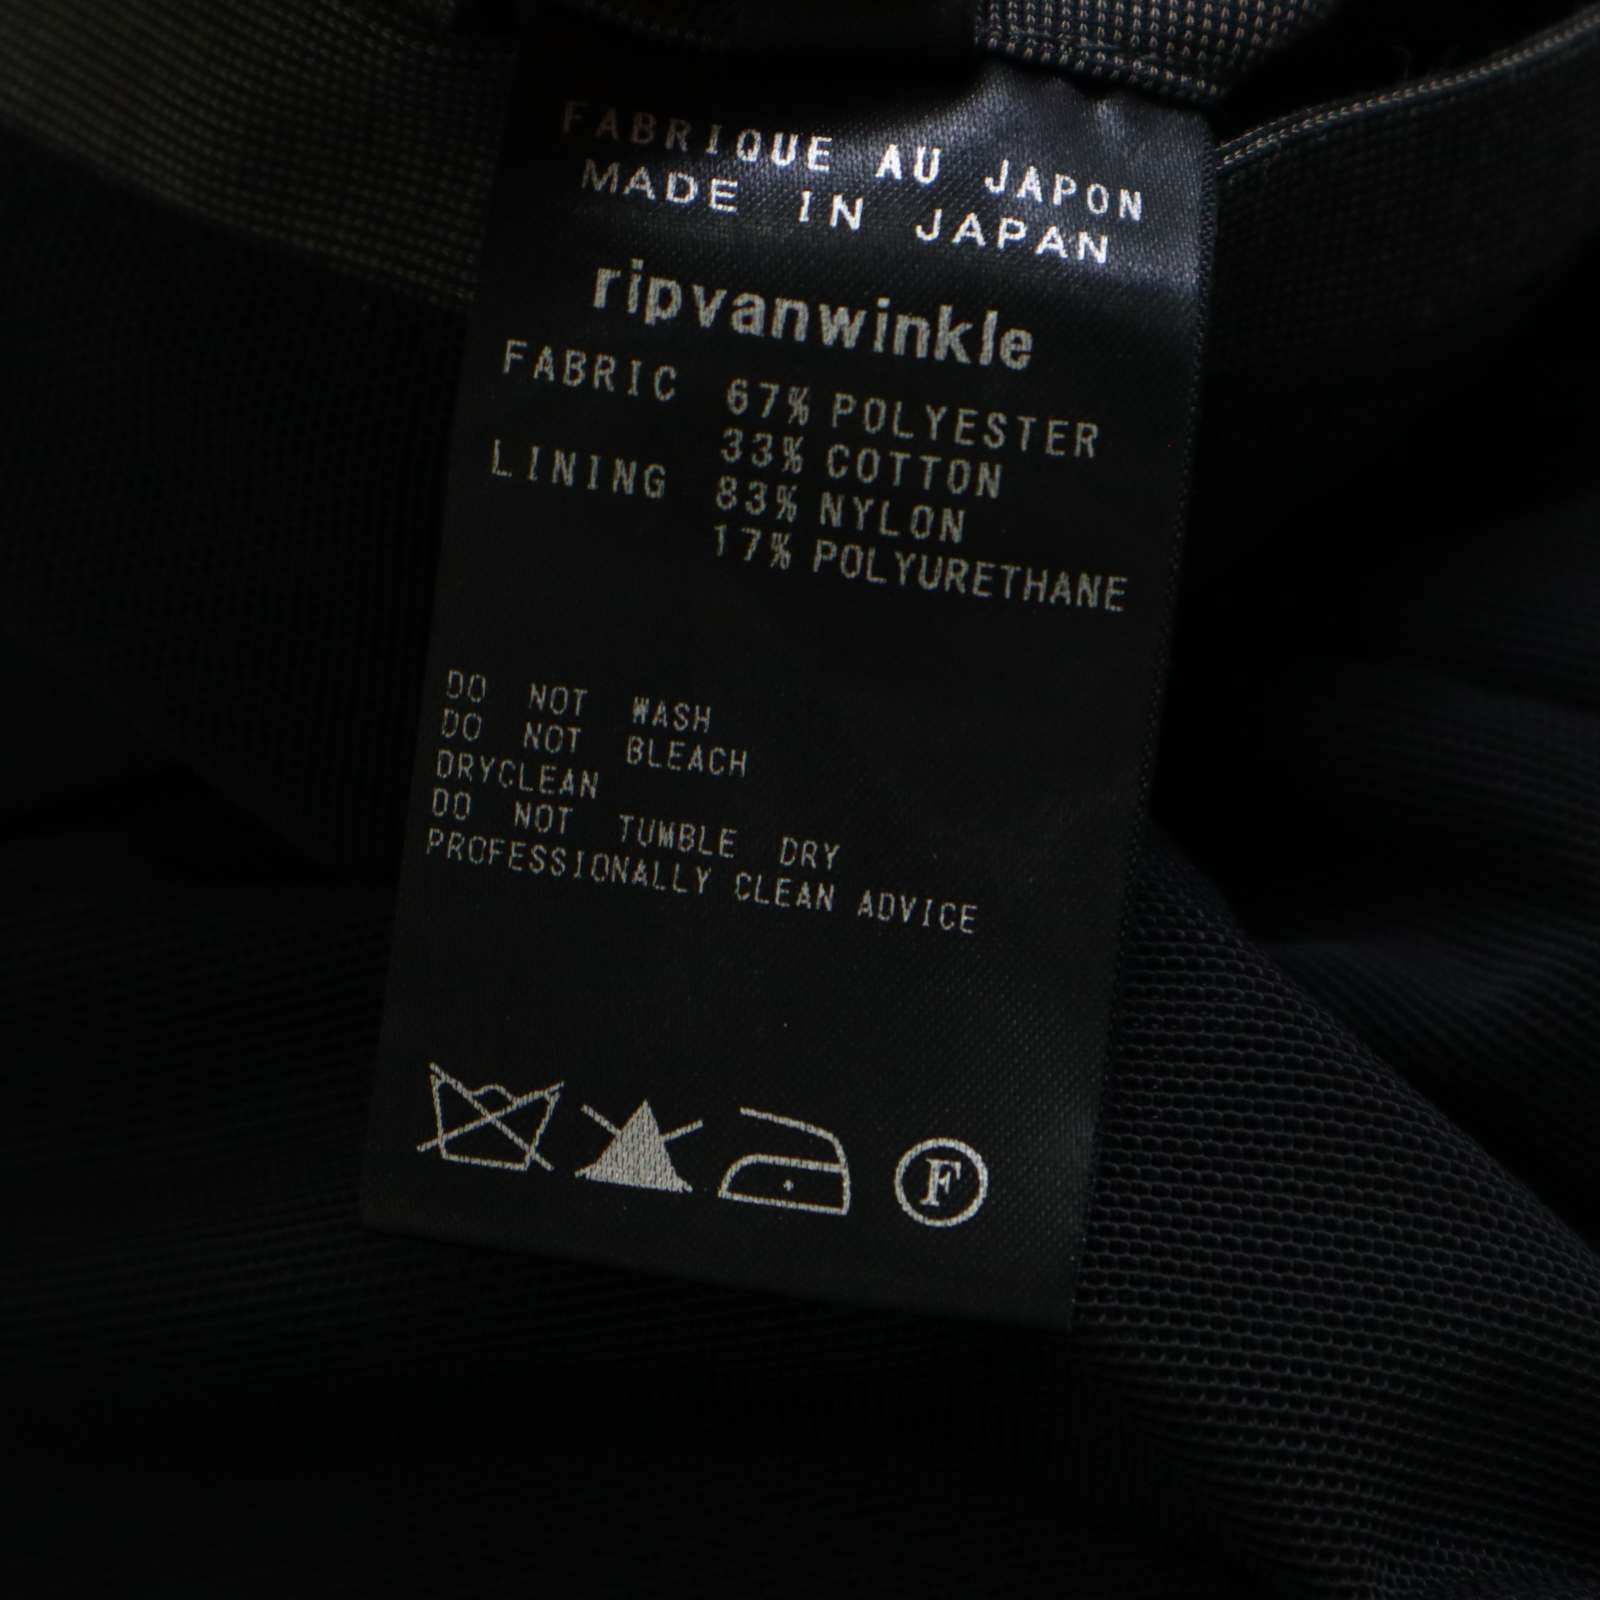 FABRIQUE AU JAPON
MADE IN JAPAN
ripvanwinkle
FABRIC 67% POLYESTER
33% COTTON
LINING 83% NYLON
17% POLYURETHANE
DO NOT WASH
DO NOT BLEACH
DRYCLEAN
DO NOT TUMBLE DRY
PROFESSIONALLY CLEAN ADVICE
F